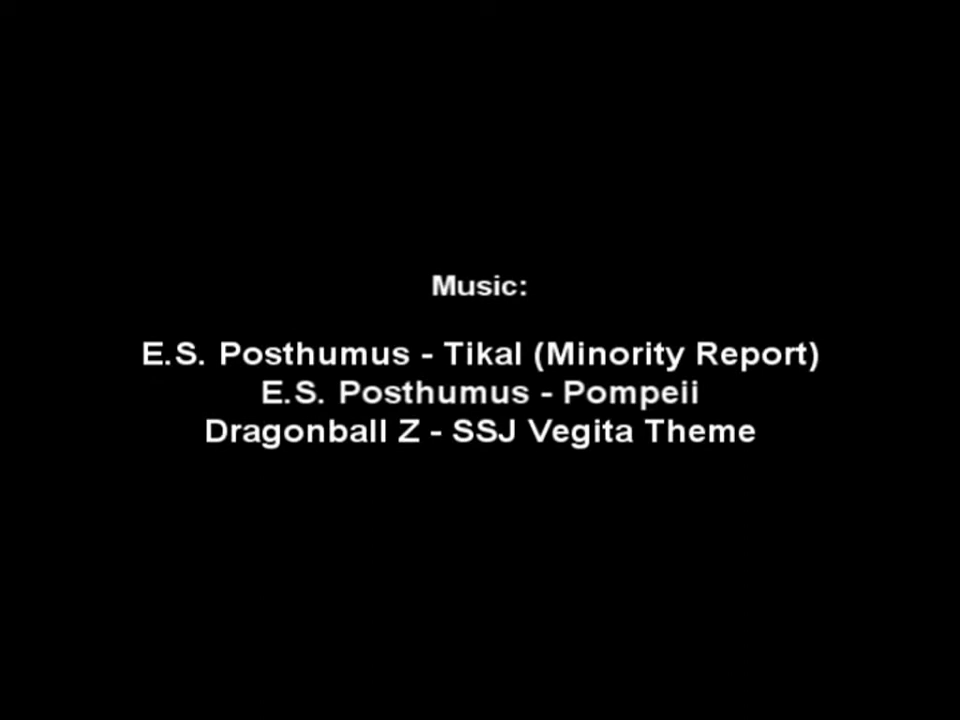 Music:
E.S. Posthumus - Tikal (Minority Report)
E.S. Posthumus - Pompeii
Dragonball Z - SSJ Vegita Theme